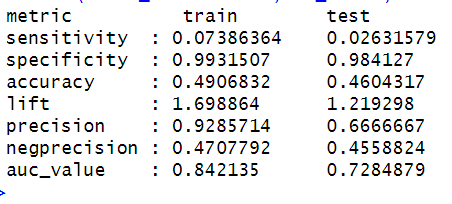 metric train test
sensitivity : 0.07386364 0.02631579
specificity : 0.9931507 0.984127
accuracy : 0.4906832 0.4604317
lift : 1.698864 1.219298
precision : 0.9285714 0.6666667
negprecision : 0.4707792 0.4558824
auc_value : 0.842135 0.7284879
>